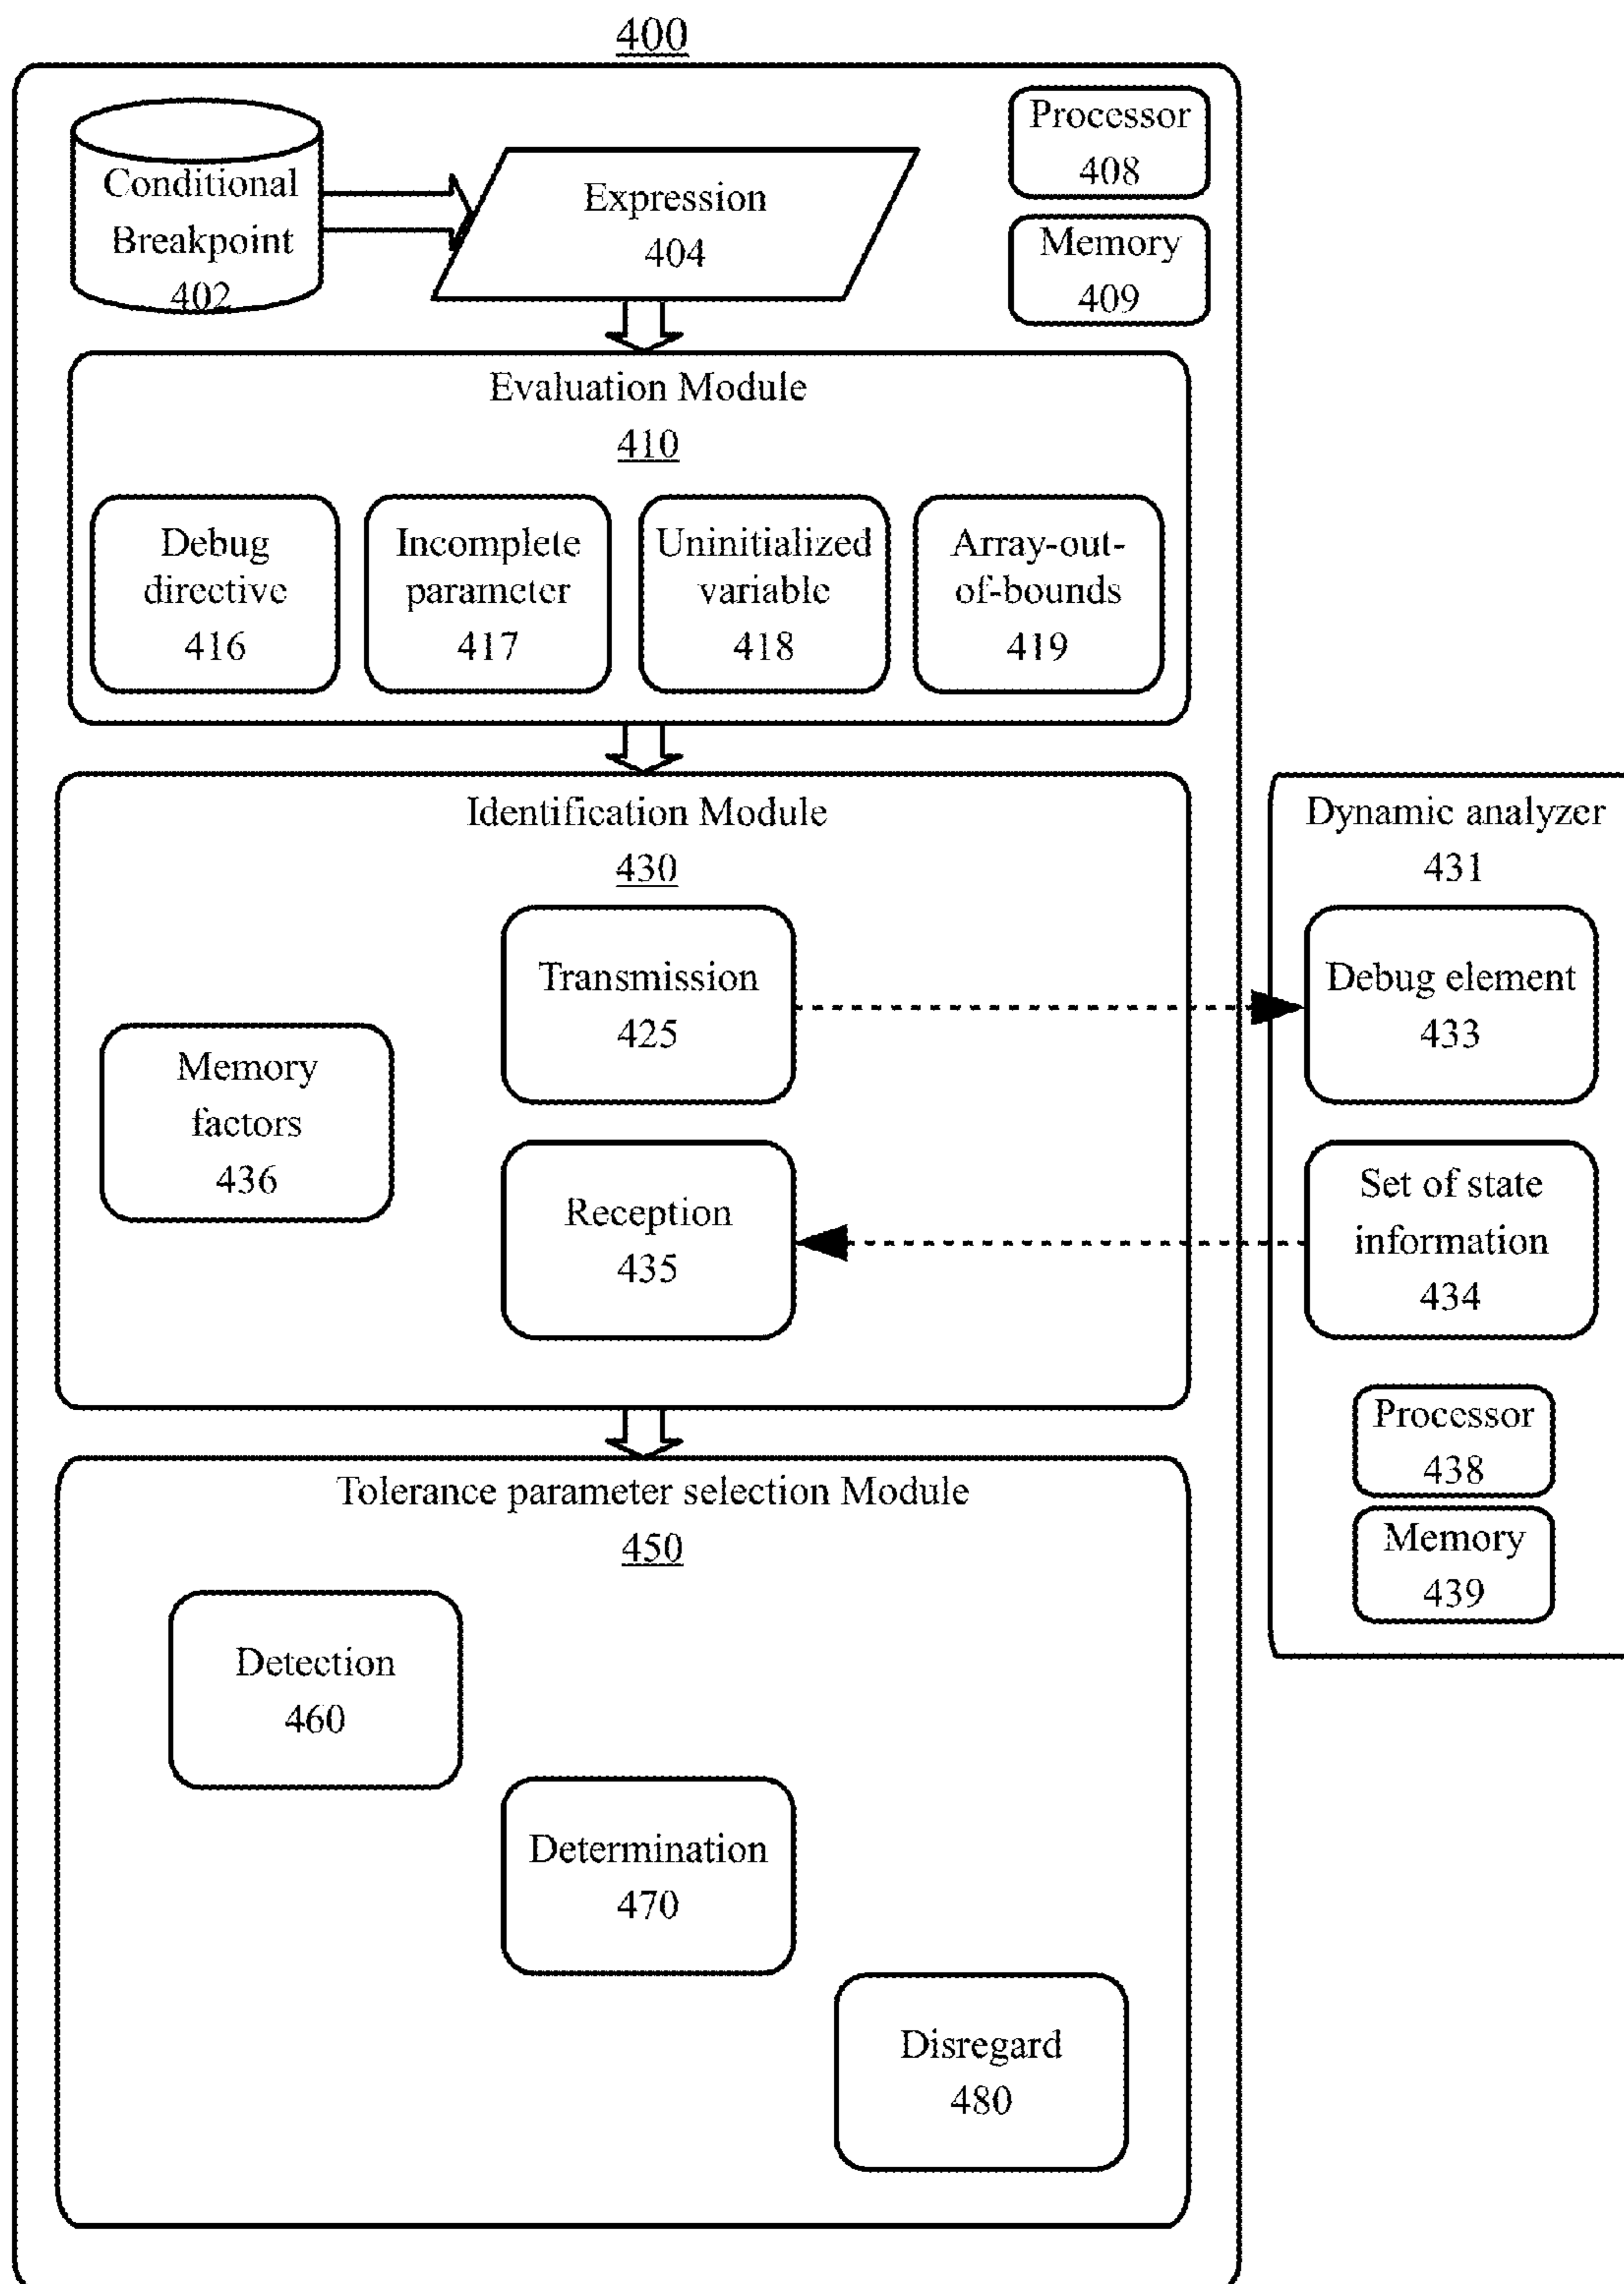 400
Conditional
Breakpoint
402
Expression
404
Processor
408
Memory
409
Evaluation Module
410
Debug
directive
416
Incomplete
parameter
417
Uninitialized
variable
418
Array-out-
of-bounds
419
Identification Module
430
Transmission
425
Memory
factors
436
Reception
435
Dynamic analyzer
431
Debug element
433
Set of state
information
434
Processor
438
Memory
439
Tolerance parameter selection Module
450
Detection
460
Determination
470
Disregard
480